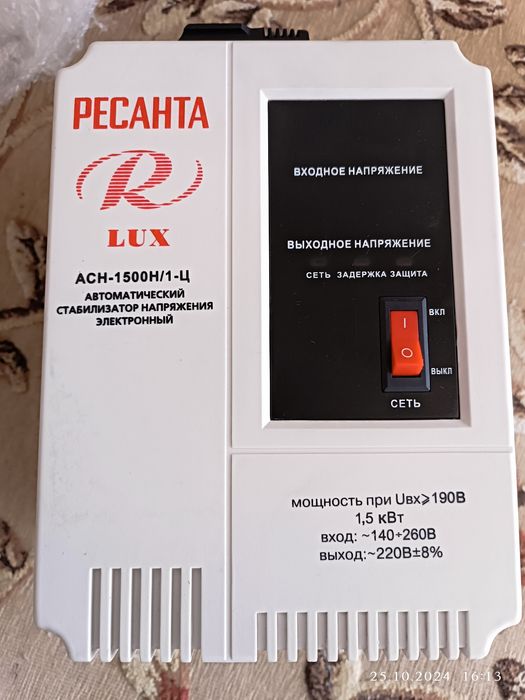 РЕСАНТА
R
LUX
АСН-1500Н/1-Ц
АВТОМАТИЧЕСКИЙ
СТАБИЛИЗАТОР НАПРЯЖЕНИЯ
ЭЛЕКТРОННЫЙ
ВХОДНОЕ НАПРЯЖЕНИЕ
ВЫХОДНОЕ НАПРЯЖЕНИЕ
СЕТЬ ЗАДЕРЖКА ЗАЩИТА
ВКЛ
I
O
ВЫКЛ
СЕТЬ
мощность при Uвх⩾190В
1,5 кВт
вход: ~140÷260В
выход:~220В±8%
25.10.2024 16:13